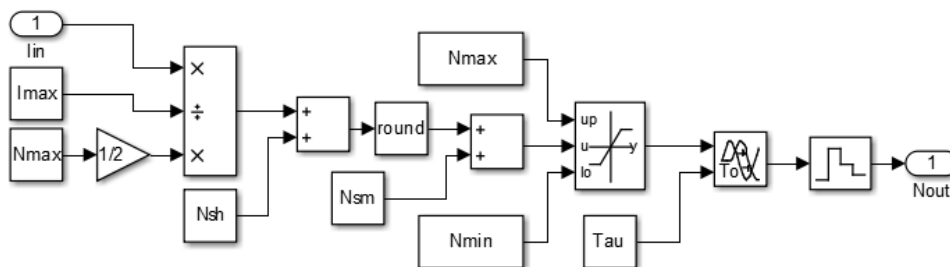 1
Iin
×
Imax
÷
Nmax
1/2
×
Nsh
+
+
round
Nsm
+
+
Nmax
up
u
lo
y
Nmin
To
Tau
1
Nout